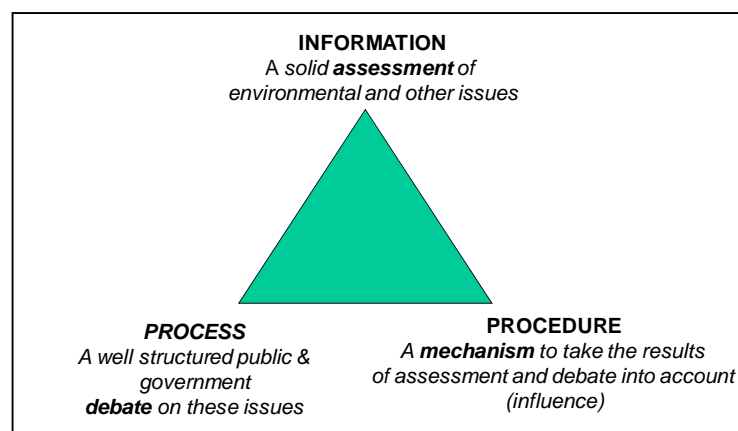 INFORMATION
A solid assessment of
environmental and other issues
PROCESS
A well structured public &
government
debate on these issues
PROCEDURE
A mechanism to take the results
of assessment and debate into account
(influence)